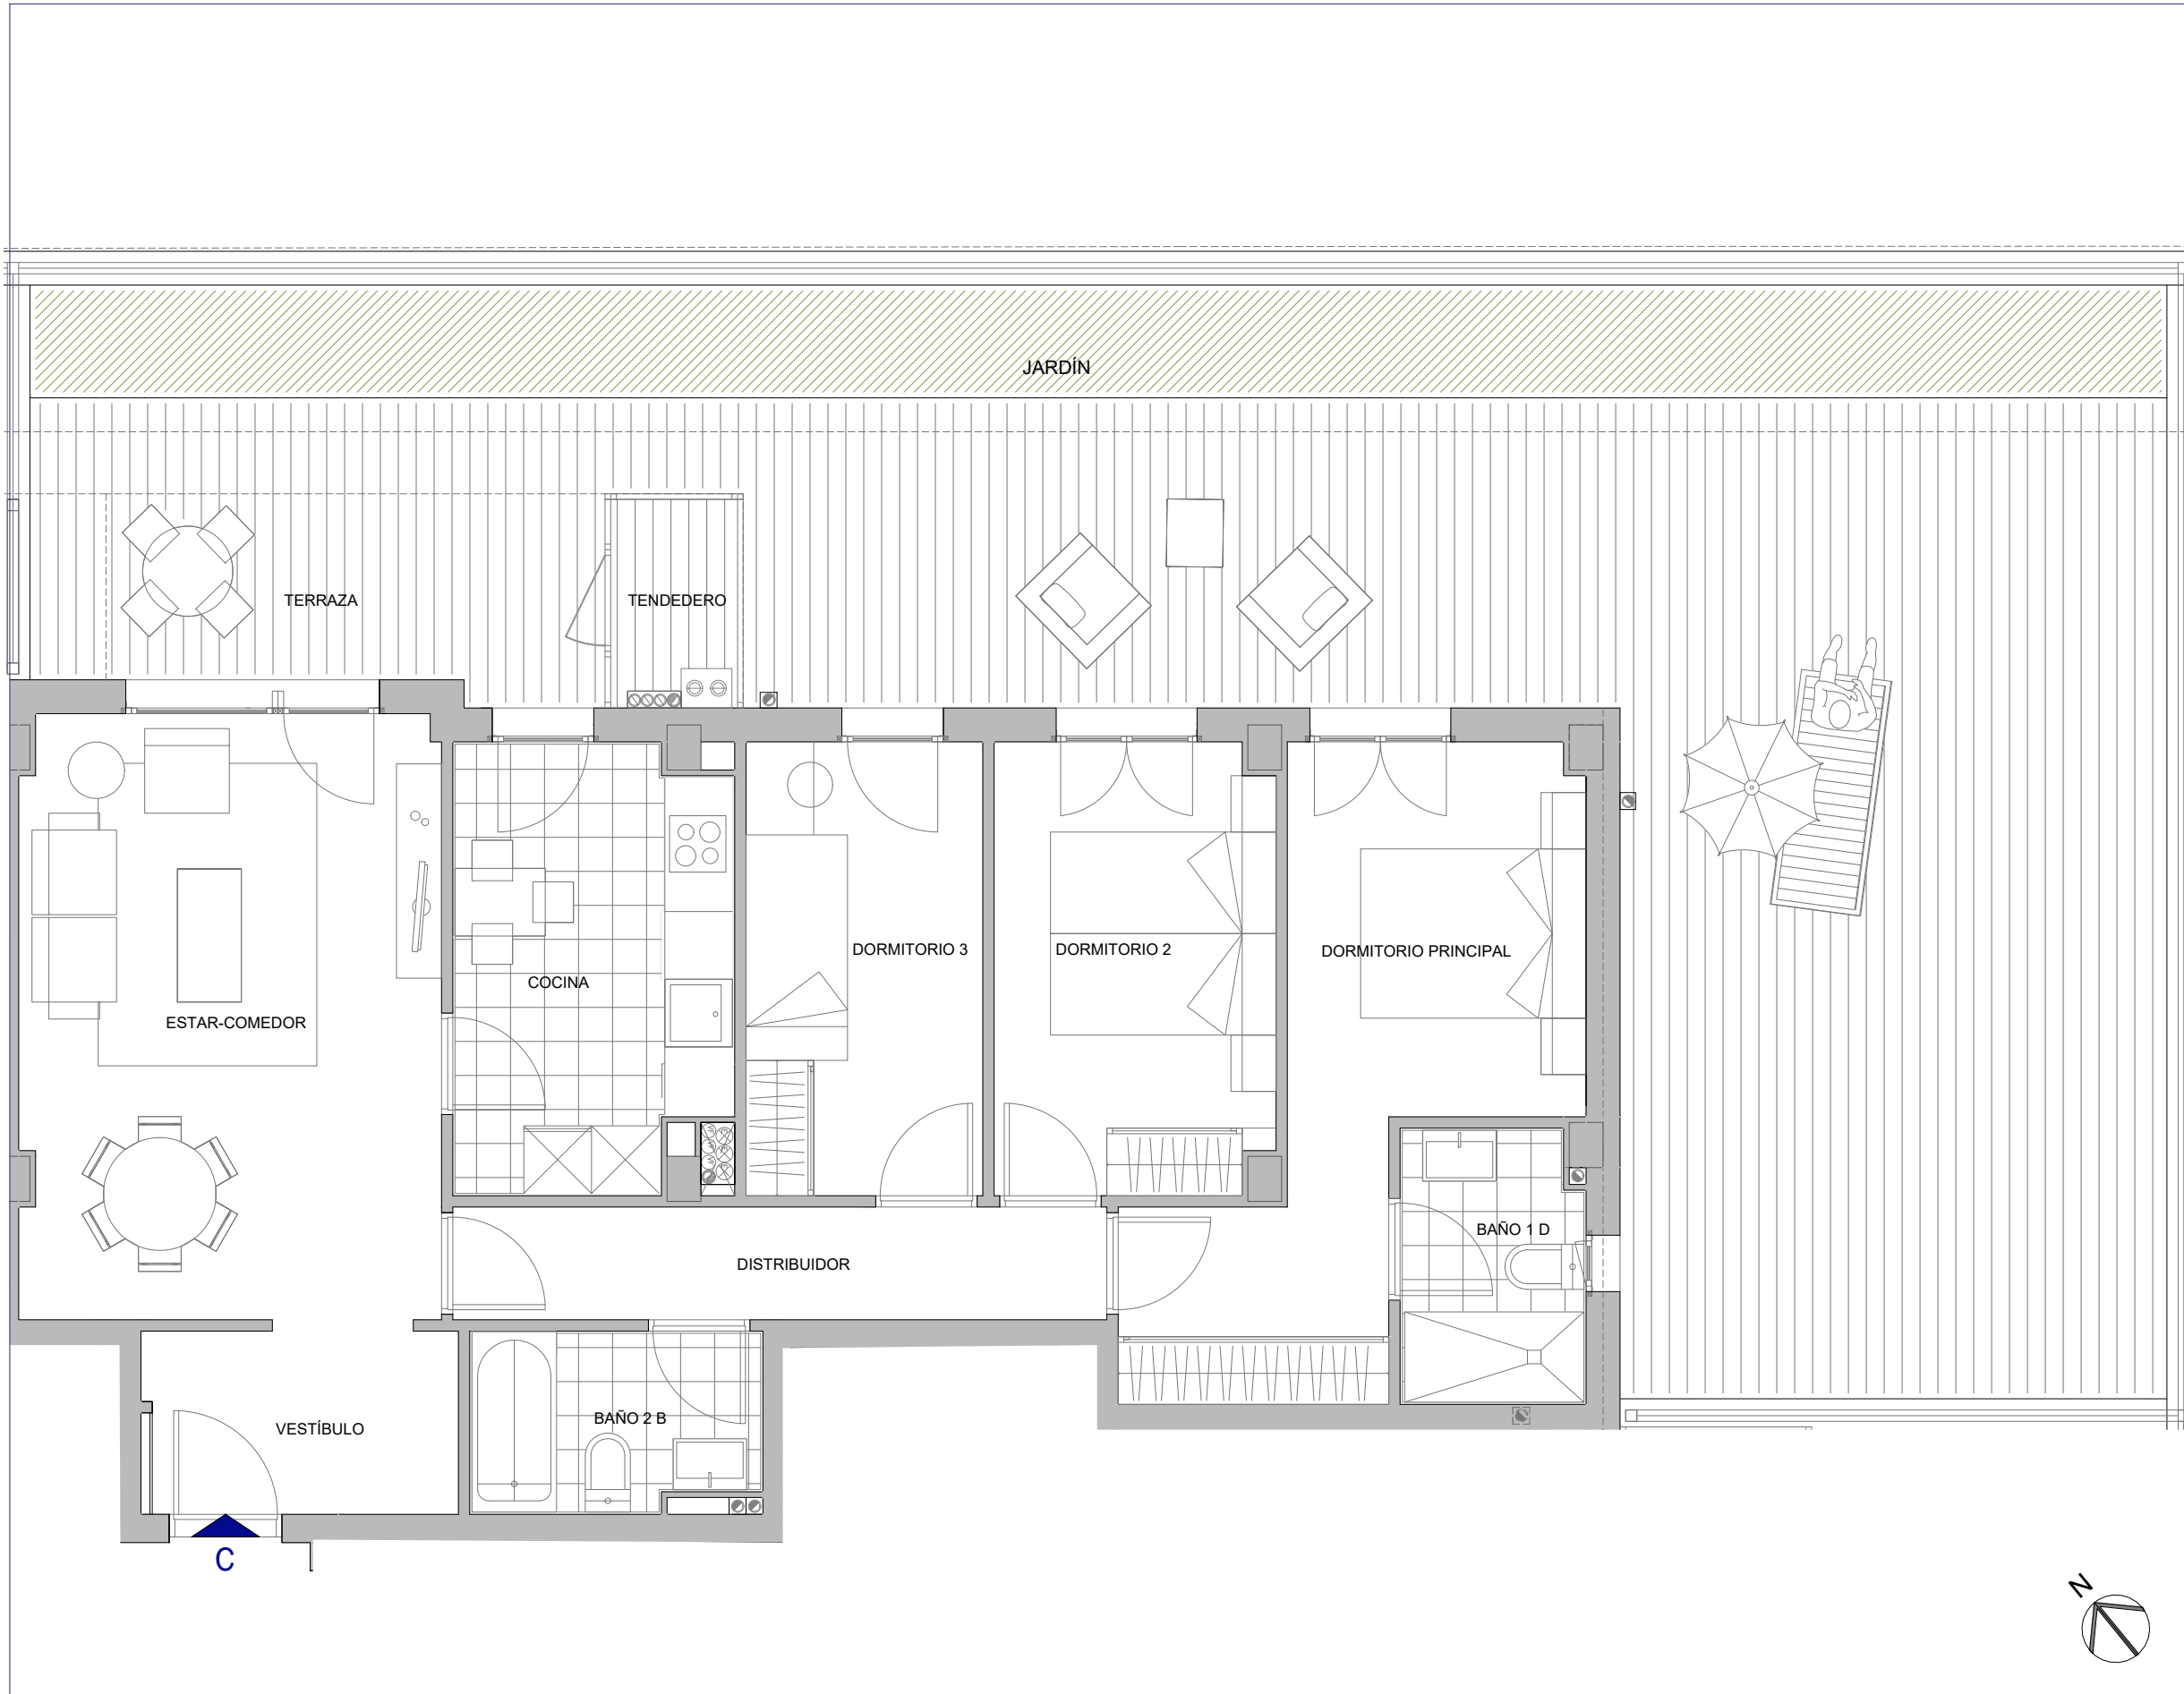 JARDÍN
TERRAZA
TENDEDERO
DORMITORIO 3
DORMITORIO 2
DORMITORIO PRINCIPAL
COCINA
ESTAR-COMEDOR
BAÑO 1 D
DISTRIBUIDOR
BAÑO 2 B
VESTÍBULO
C
N